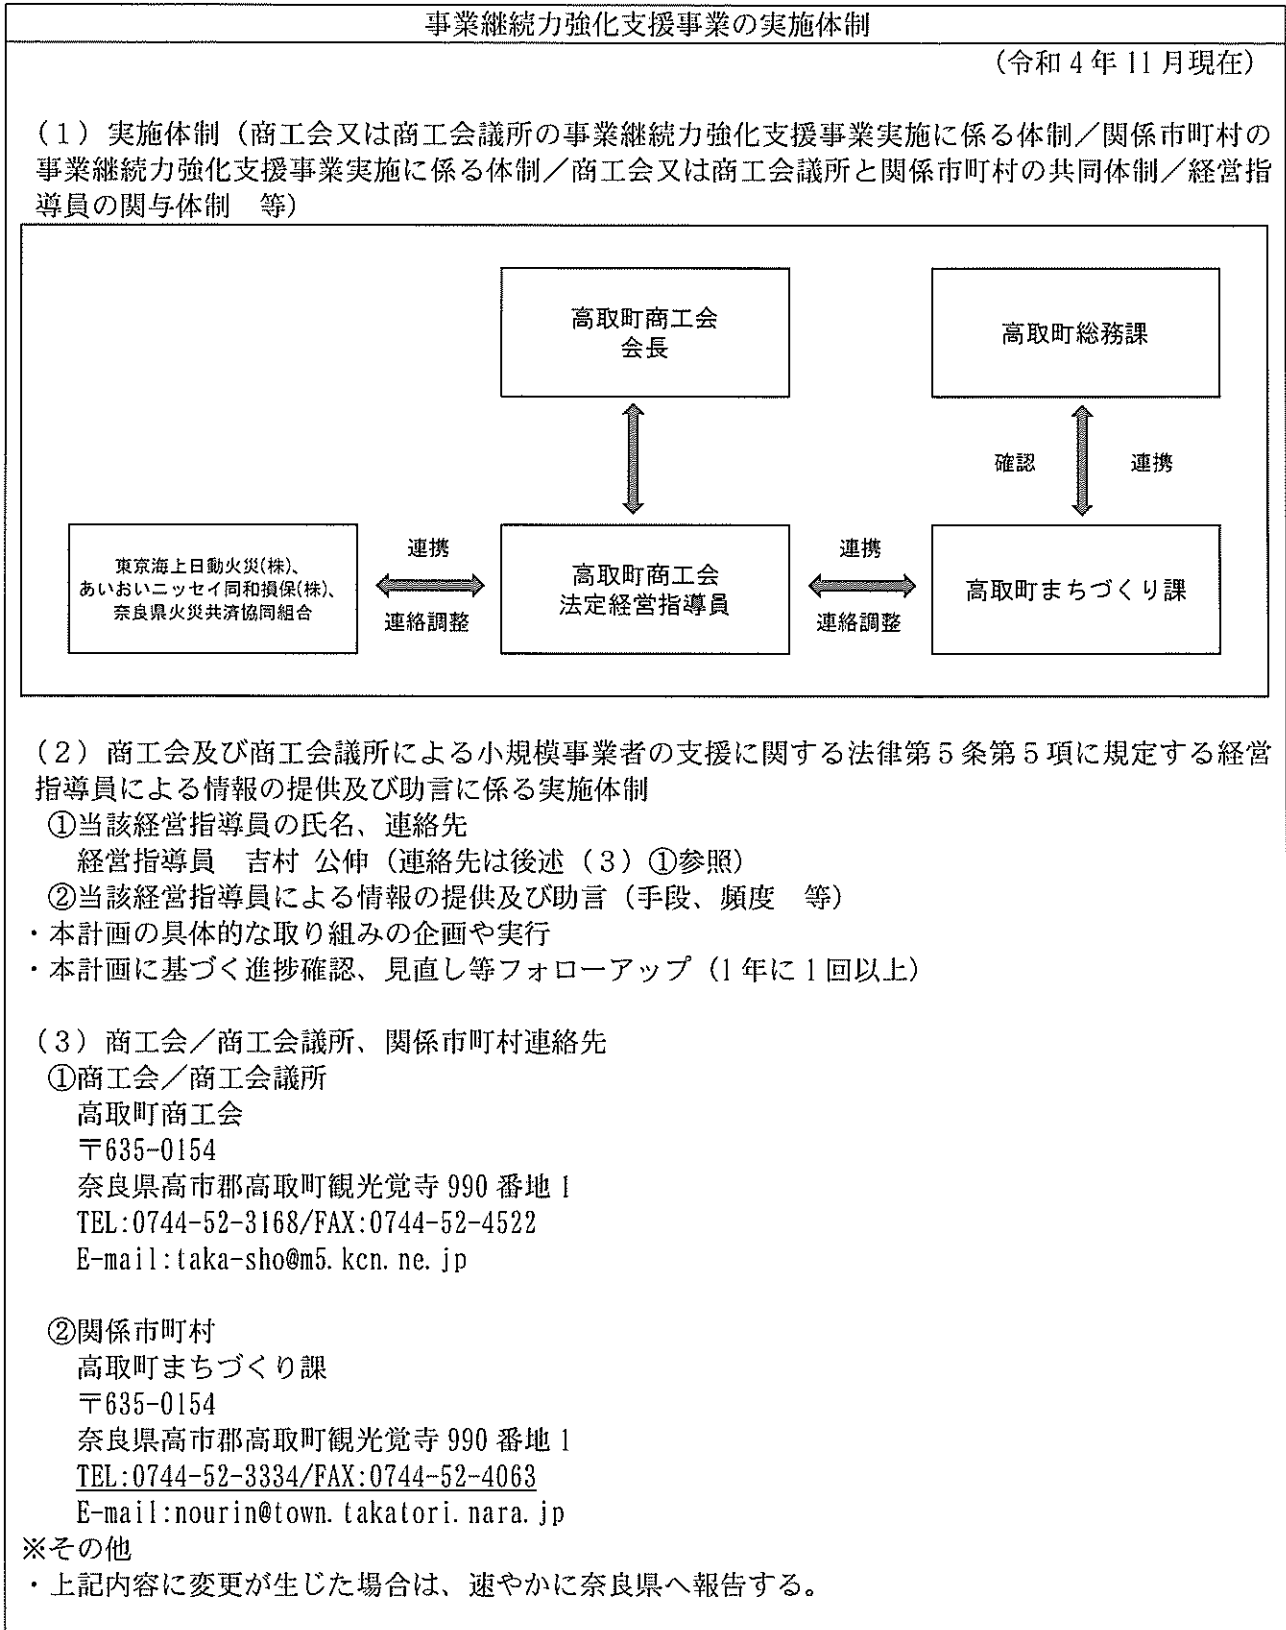 事業継続力強化支援事業の実施体制
（令和４年 11 月現在）
（１）実施体制（商工会又は商工会議所の事業継続力強化支援事業実施に係る体制／関係市町村の
事業継続力強化支援事業実施に係る体制／商工会又は商工会議所と関係市町村の共同体制／経営指
導員の関与体制　等）
高取町商工会
会長
高取町総務課
確認
連携
東京海上日動火災(株)、
あいおいニッセイ同和損保(株)、
奈良県火災共済協同組合
連携
連絡調整
高取町商工会
法定経営指導員
連携
連絡調整
高取町まちづくり課
（２）商工会及び商工会議所による小規模事業者の支援に関する法律第５条第５項に規定する経営
指導員による情報の提供及び助言に係る実施体制
①当該経営指導員の氏名、連絡先
経営指導員　吉村 公伸（連絡先は後述（３）①参照）
②当該経営指導員による情報の提供及び助言（手段、頻度　等）
・本計画の具体的な取り組みの企画や実行
・本計画に基づく進捗確認、見直し等フォローアップ（1 年に 1 回以上）
（３）商工会／商工会議所、関係市町村連絡先
①商工会／商工会議所
高取町商工会
〒635-0154
奈良県高市郡高取町観光覚寺 990 番地 1
TEL:0744-52-3168/FAX:0744-52-4522
E-mail:taka-sho@m5.kcn.ne.jp
②関係市町村
高取町まちづくり課
〒635-0154
奈良県高市郡高取町観光覚寺 990 番地 1
TEL:0744-52-3334/FAX:0744-52-4063
E-mail:nourin@town.takatori.nara.jp
※その他
・上記内容に変更が生じた場合は、速やかに奈良県へ報告する。